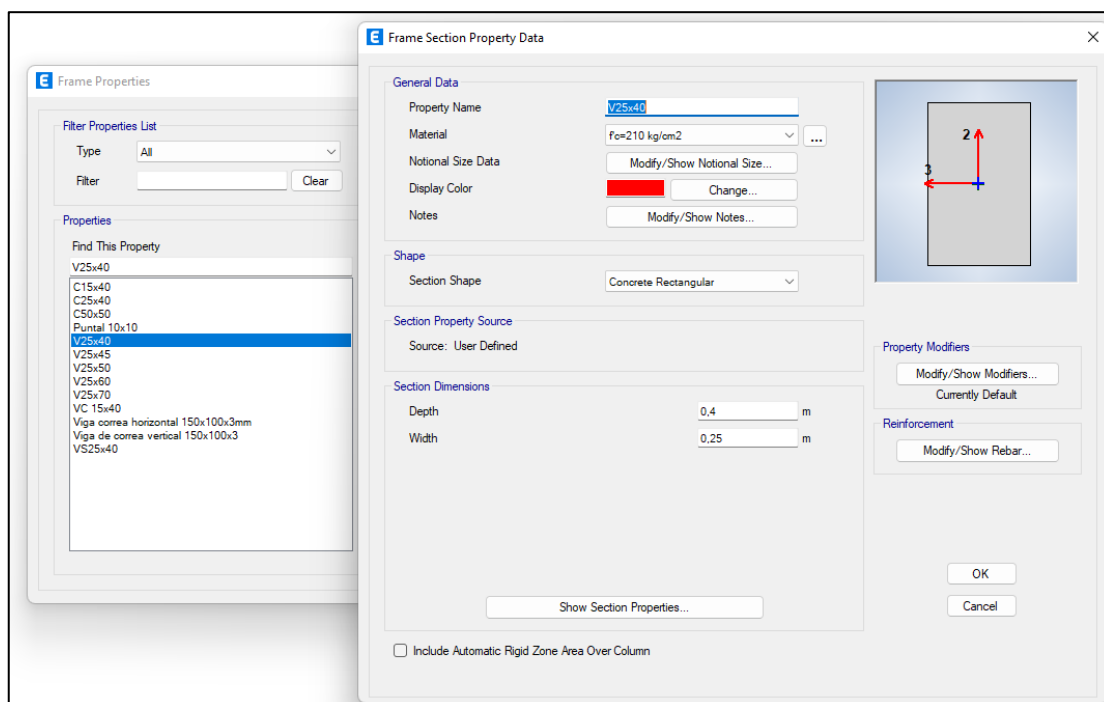 Frame Properties
Filter Properties List
Type All
Filter Clear
Properties
Find This Property
V25x40
C15x40
C25x40
C50x50
Puntal 10x10
V25x40
V25x45
V25x50
V25x60
V25x70
VC 15x40
Viga correa horizontal 150x100x3mm
Viga de correa vertical 150x100x3
VS25x40
E Frame Section Property Data
General Data
Property Name V25x40
Material f'c=210 kg/cm2 ...
Notional Size Data Modify/Show Notional Size...
Display Color Change...
Notes Modify/Show Notes...
Shape
Section Shape Concrete Rectangular
Section Property Source
Source: User Defined
Section Dimensions
Depth 0,4 m
Width 0,25 m
Show Section Properties...
Include Automatic Rigid Zone Area Over Column
2
3
Property Modifiers
Modify/Show Modifiers...
Currently Default
Reinforcement
Modify/Show Rebar...
OK
Cancel